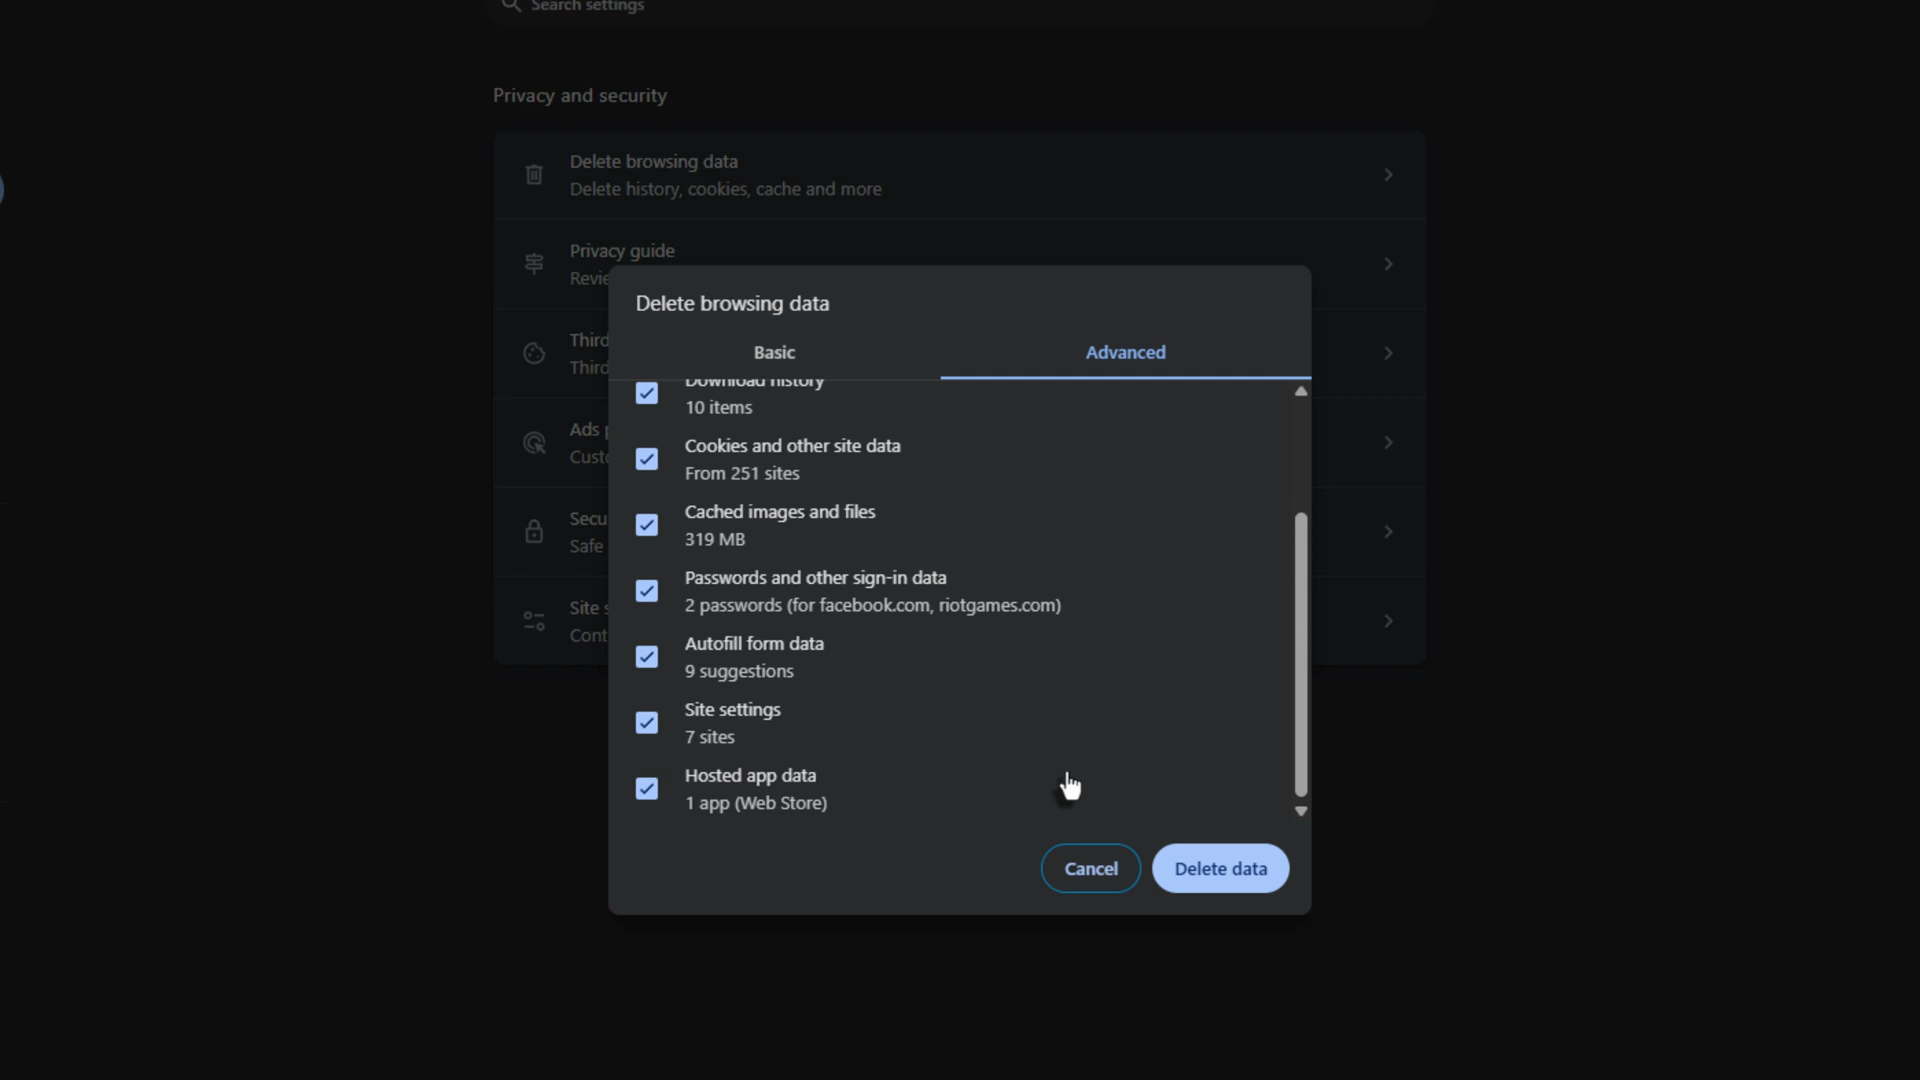 Search settings
Privacy and security
Delete browsing data
Delete history, cookies, cache and more
Privacy guide
Revie
Third
Third
Ads p
Custo
Secu
Safe
Site s
Cont
Delete browsing data
Basic
Advanced
Download history
10 items
Cookies and other site data
From 251 sites
Cached images and files
319 MB
Passwords and other sign-in data
2 passwords (for facebook.com, riotgames.com)
Autofill form data
9 suggestions
Site settings
7 sites
Hosted app data
1 app (Web Store)
Cancel
Delete data